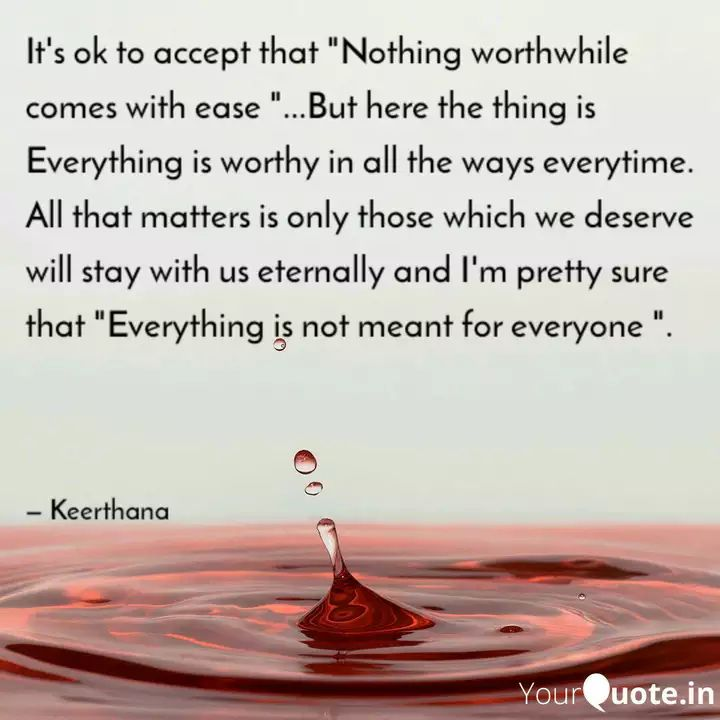 It's ok to accept that "Nothing worthwhile
comes with ease "...But here the thing is
Everything is worthy in all the ways everytime.
All that matters is only those which we deserve
will stay with us eternally and I'm pretty sure
that "Everything is not meant for everyone ".
– Keerthana
YourQuote.in